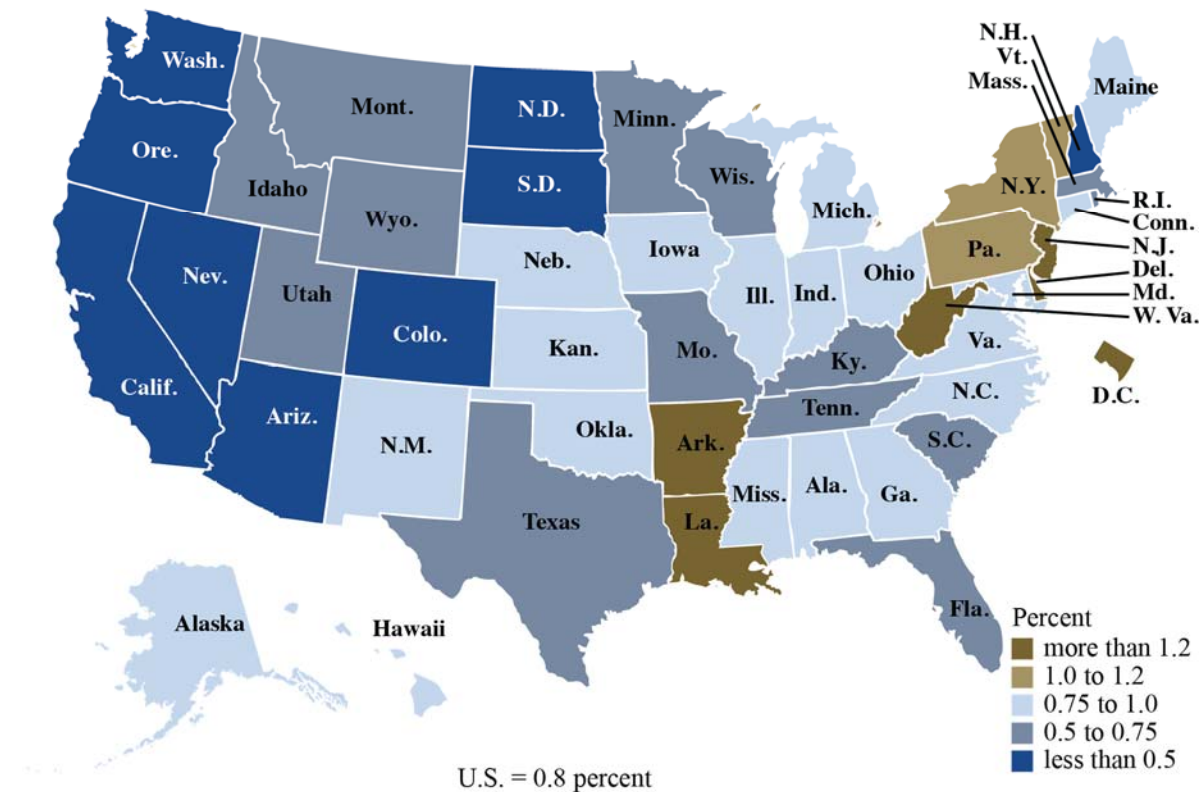 N.H.
Vt.
Mass.
Maine
Wash.
Mont.
N.D.
Minn.
Ore.
Idaho
S.D.
Wis.
N.Y.
R.I.
Conn.
N.J.
Del.
Md.
W. Va.
Wyo.
Mich.
Iowa
Pa.
Neb.
Nev.
Utah
Ohio
Ill.
Ind.
Colo.
Kan.
Mo.
Ky.
Va.
Calif.
Ariz.
N.M.
Okla.
Ark.
Tenn.
N.C.
S.C.
D.C.
Texas
La.
Miss.
Ala.
Ga.
Fla.
Alaska
Hawaii
Percent
more than 1.2
1.0 to 1.2
0.75 to 1.0
0.5 to 0.75
less than 0.5
U.S. = 0.8 percent